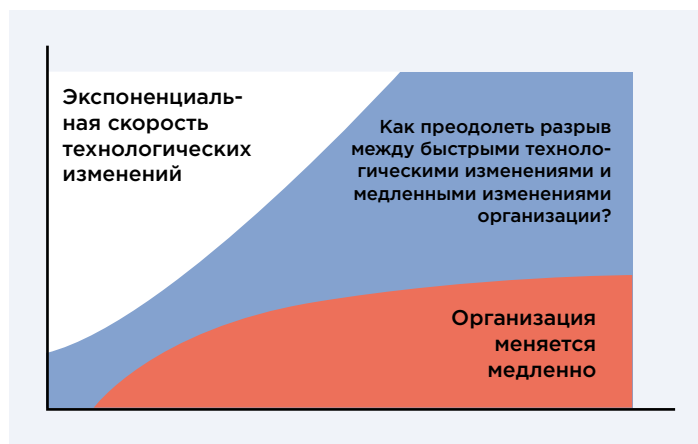 Экспоненциаль-
ная скорость
технологических
изменений
Как преодолеть разрыв
между быстрыми техноло-
гическими изменениями и
медленными изменениями
организации?
Организация
меняется
медленно